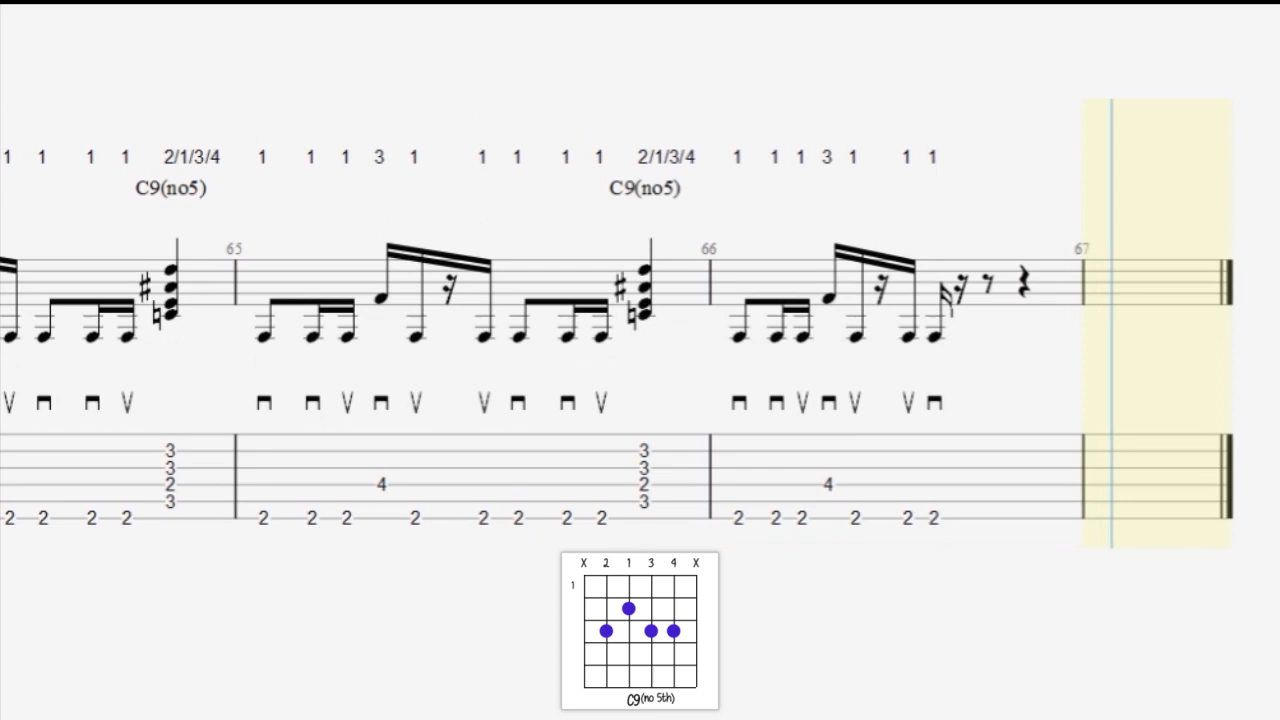 1 1 1 1 2/1/3/4 1 1 1 3 1 1 1 1 1 2/1/3/4 1 1 1 3 1 1 1
C9(no5) C9(no5)
65 66 67
3 3
3 3
2 4 2 4
3 3
2 2 2 2 2 2 2 2 2 2 2 2 2 2 2 2 2 2
X 2 1 3 4 X
1
C9(no 5th)